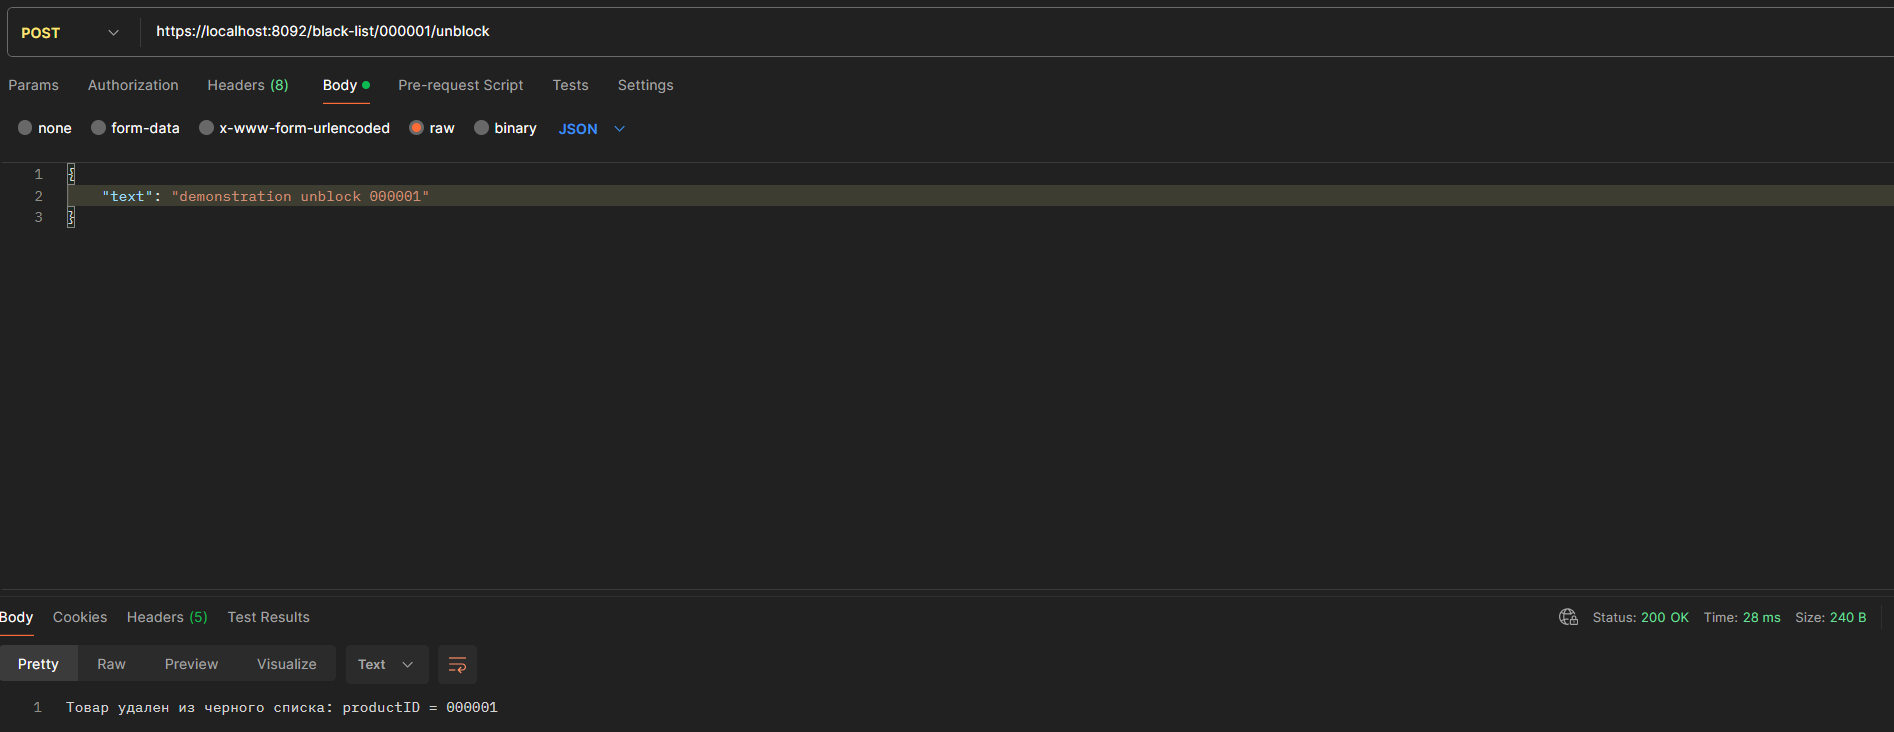 POST https://localhost:8092/black-list/000001/unblock
Params Authorization Headers (8) Body Pre-request Script Tests Settings
none form-data x-www-form-urlencoded raw binary JSON
1 {
2 "text": "demonstration unblock 000001"
3 }
Body Cookies Headers (5) Test Results Status: 200 OK Time: 28 ms Size: 240 B
Pretty Raw Preview Visualize Text
1 Товар удален из черного списка: productID = 000001